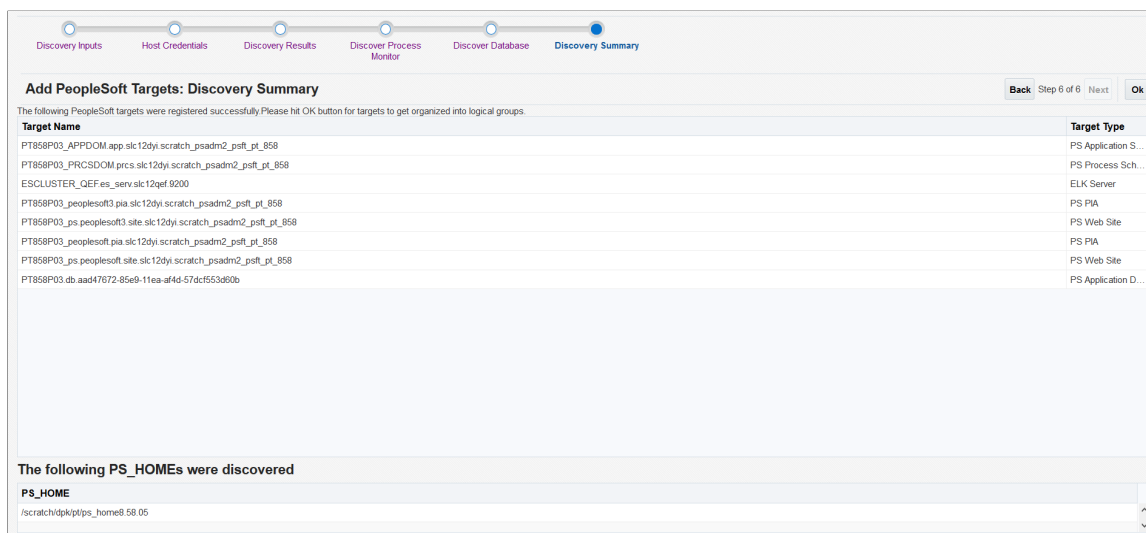 Discovery Inputs Host Credentials Discovery Results Discover Process Discover Database Discovery Summary
Monitor
Add PeopleSoft Targets: Discovery Summary Back Step 6 of 6 Next Ok
The following PeopleSoft targets were registered successfully.Please hit OK button for targets to get organized into logical groups.
Target Name Target Type
PT858P03_APPDOM.app.slc12dyi.scratch_psadm2_psft_pt_858 PS Application S...
PT858P03_PRCSDOM.prcs.slc12dyi.scratch_psadm2_psft_pt_858 PS Process Sch...
ESCLUSTER_QEF.es_serv.slc12qef.9200 ELK Server
PT858P03_peoplesoft3.pia.slc12dyi.scratch_psadm2_psft_pt_858 PS PIA
PT858P03_ps.peoplesoft3.site.slc12dyi.scratch_psadm2_psft_pt_858 PS Web Site
PT858P03_peoplesoft.pia.slc12dyi.scratch_psadm2_psft_pt_858 PS PIA
PT858P03_ps.peoplesoft.site.slc12dyi.scratch_psadm2_psft_pt_858 PS Web Site
PT858P03.db.aad47672-85e9-11ea-af4d-57dcf553d60b PS Application D...
The following PS_HOMEs were discovered
PS_HOME
/scratch/dpk/pt/ps_home8.58.05